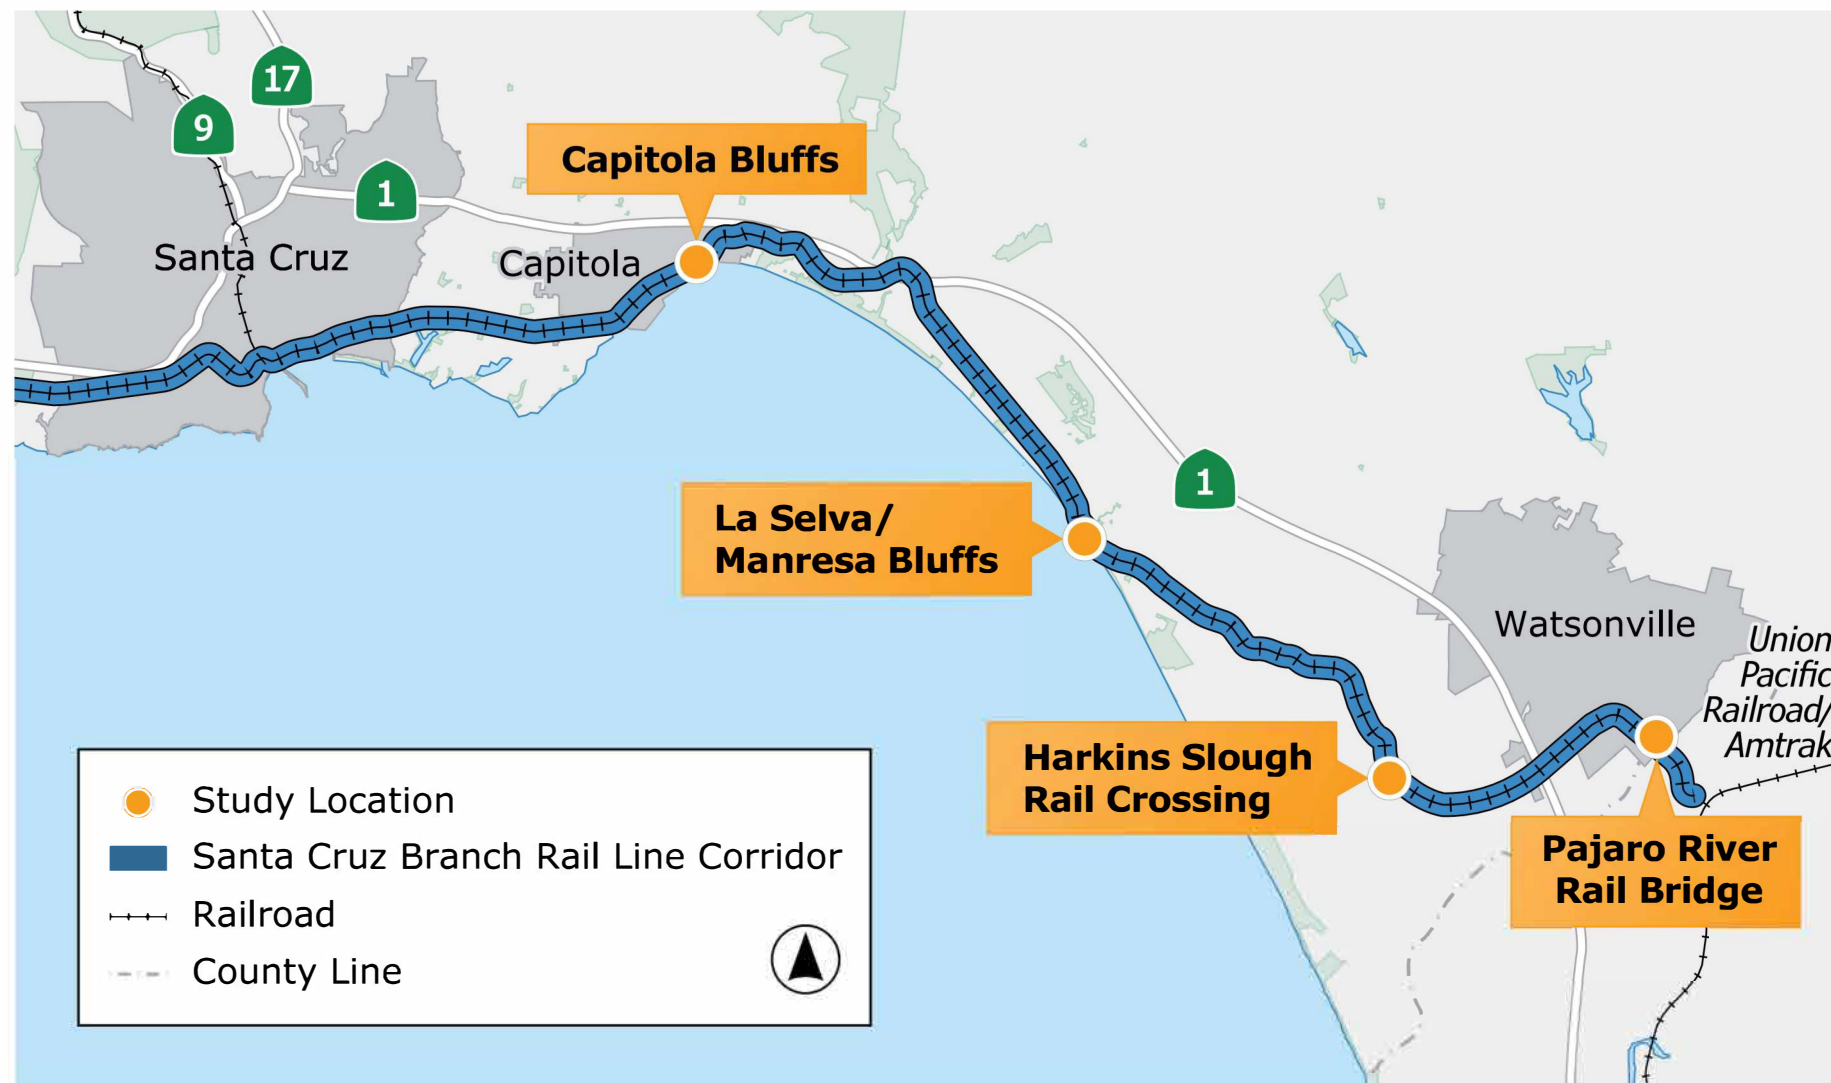 17
9
1
Capitola Bluffs
Santa Cruz
Capitola
1
La Selva/
Manresa Bluffs
Watsonville
Union
Pacific
Railroad/
Amtrak
Harkins Slough
Rail Crossing
Pajaro River
Rail Bridge
Study Location
Santa Cruz Branch Rail Line Corridor
Railroad
County Line